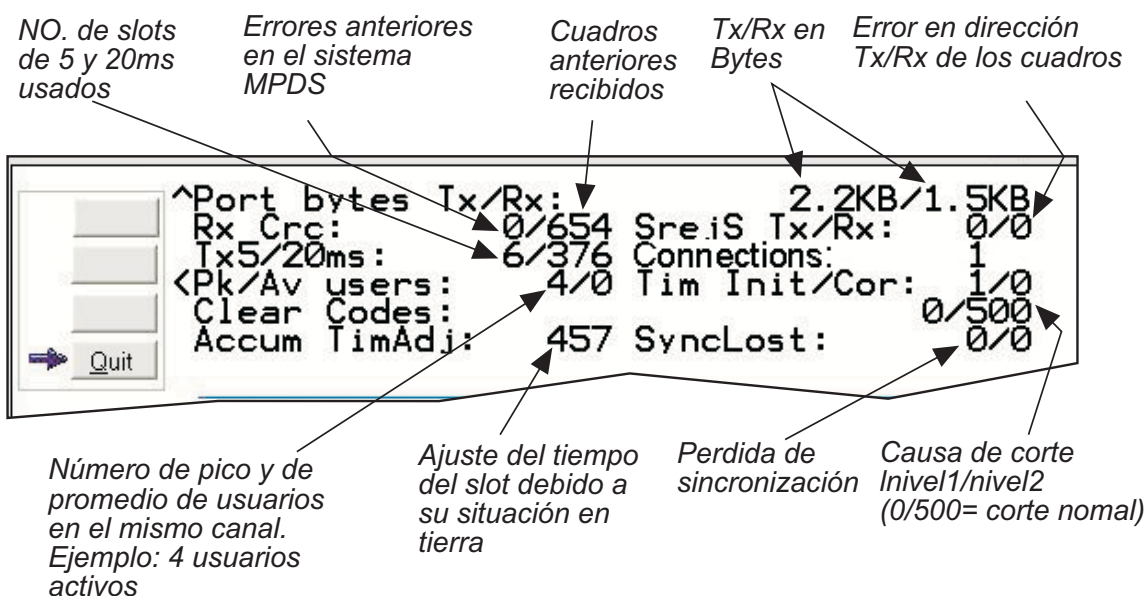 NO. de slots
de 5 y 20ms
usados
Errores anteriores
en el sistema
MPDS
Cuadros
anteriores
recibidos
Tx/Rx en
Bytes
Error en dirección
Tx/Rx de los cuadros
^Port bytes Tx/Rx: 2.2KB/1.5KB
Rx Crc: 0/654 SrejS Tx/Rx: 0/0
Tx5/20ms: 6/376 Connections: 1
<Pk/Av users: 4/0 Tim Init/Cor: 1/0
Clear Codes: 0/500
Accum TimAdj: 457 SyncLost: 0/0
Quit
Número de pico y de
promedio de usuarios
en el mismo canal.
Ejemplo: 4 usuarios
activos
Ajuste del tiempo
del slot debido a
su situación en
tierra
Perdida de
sincronización
Causa de corte
lnivel1/nivel2
(0/500= corte nomal)